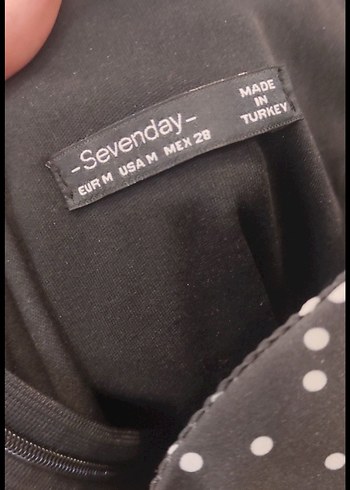 -Sevenday-
EUR M USA M MEX 28
MADE
IN
TURKEY